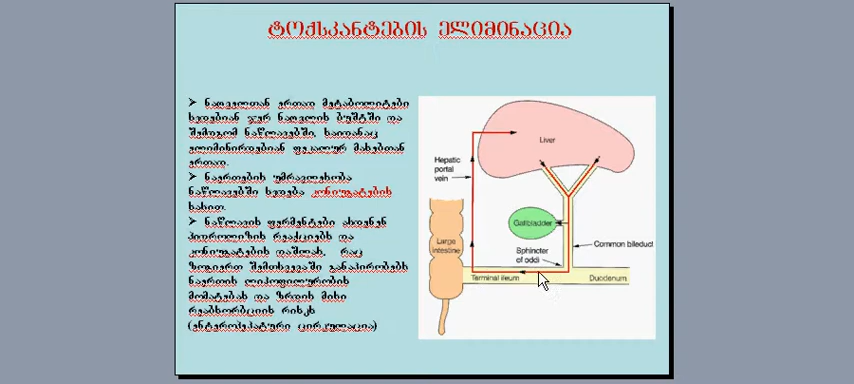 ტოქსკანტების ელიმინაცია
➢ ნაღველთან ერთად მეტაბოლიტები
ხვდებიან ჯერ ნაღვლის ბუშტში და
შემდგომ ნაწლავებში, საიდანაც
ელიმინირდებიან ფეკალურ მასებთან
ერთად.
➢ ნაერთების უმრავლესობა
ნაწლავებში ხვდება კონიუგატების
სახით.
➢ ნაწლავის ფერმენტები ახდენენ
ჰიდროლიზის რეაქციებს და
კონიუგატების დაშლას, რაც
ზოგიერთ შემთხვევაში განაპირობებს
ნაერთის ლიპოფილურობის
მომატებას და ზრდის მისი
რეაბსორბციის რისკს
(ენტეროჰეპატური ცირკულაცია)
Liver
Hepatic
portal
vein
Gallbladder
Large
intestine
Sphincter
of oddi
Common bileduct
Terminal ileum
Duodenum